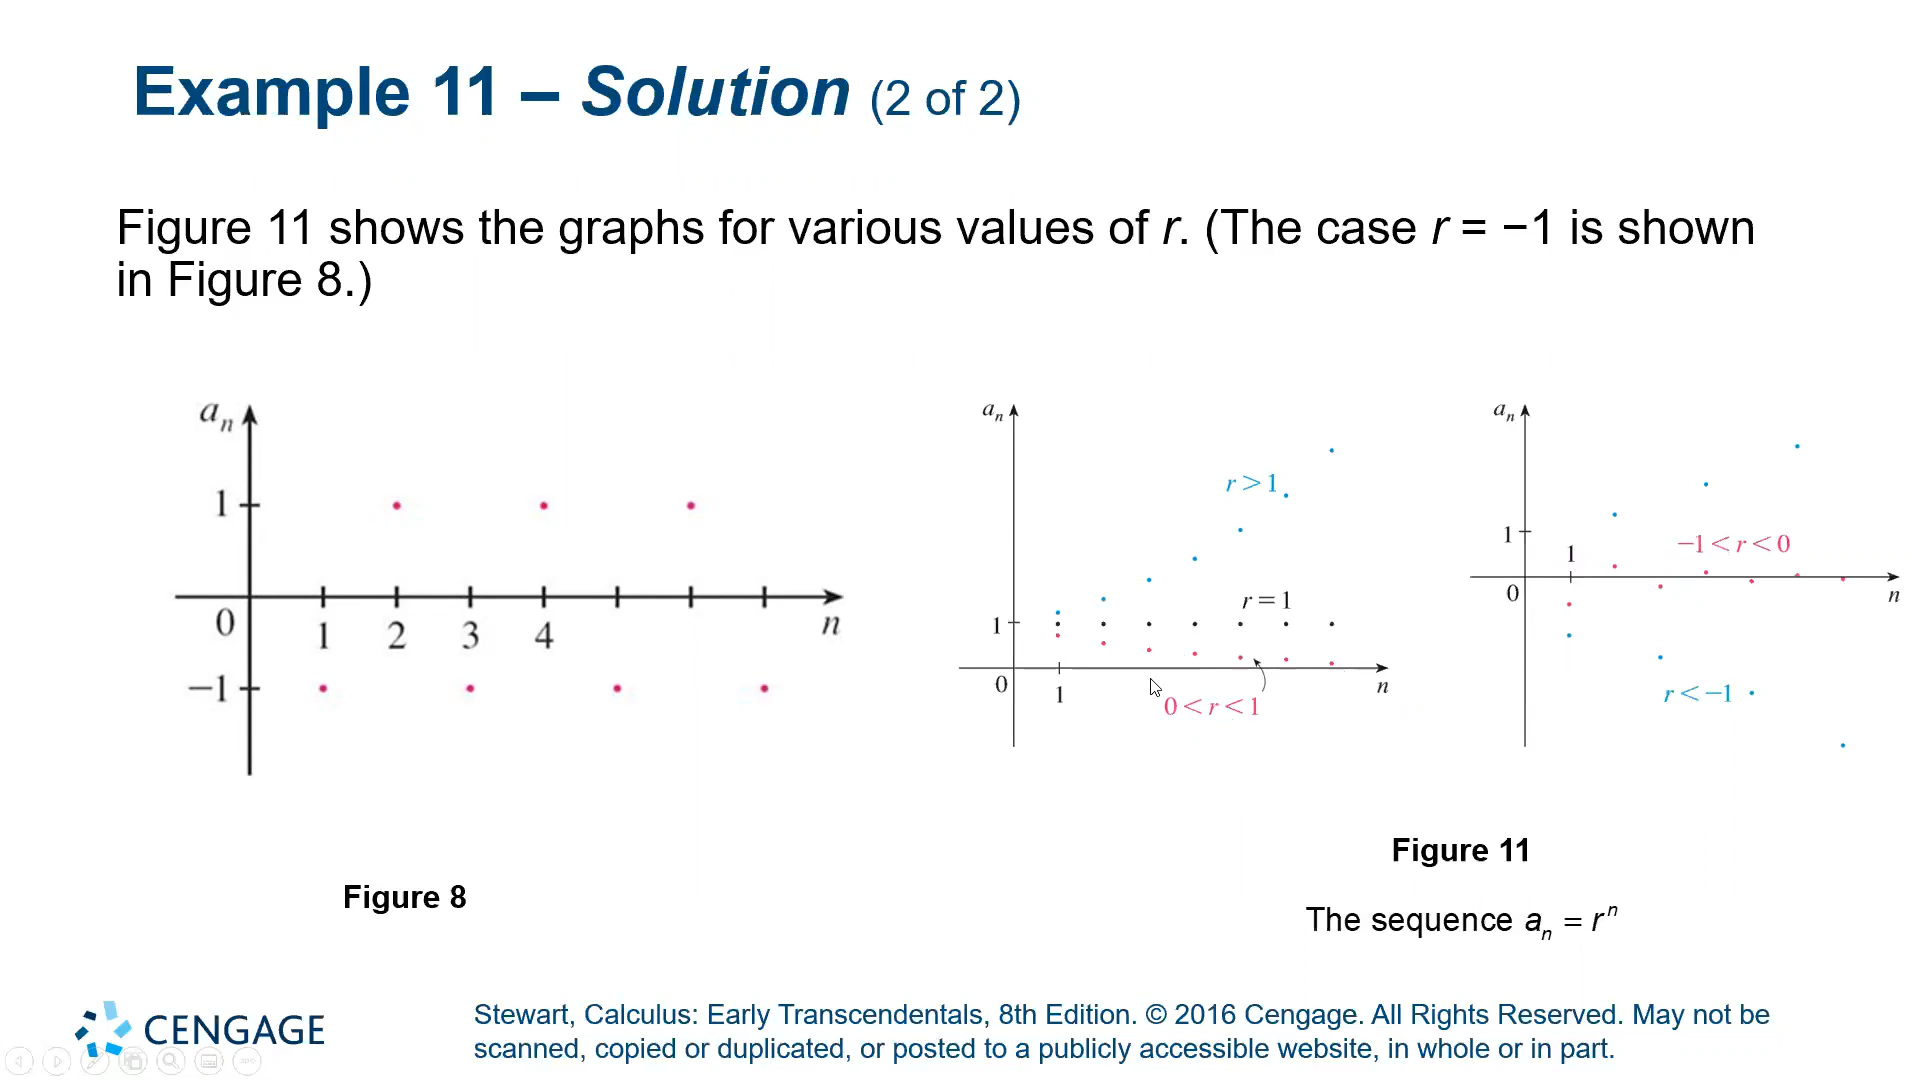 Example 11 – Solution (2 of 2)
Figure 11 shows the graphs for various values of r. (The case r = −1 is shown
in Figure 8.)
aₙ
1
0
1 2 3 4
n
−1
Figure 8
aₙ
r > 1
r = 1
1
0
1
n
0 < r < 1
aₙ
1
1
−1 < r < 0
0
n
r < −1
Figure 11
The sequence aₙ = rⁿ
CENGAGE
Stewart, Calculus: Early Transcendentals, 8th Edition. © 2016 Cengage. All Rights Reserved. May not be
scanned, copied or duplicated, or posted to a publicly accessible website, in whole or in part.